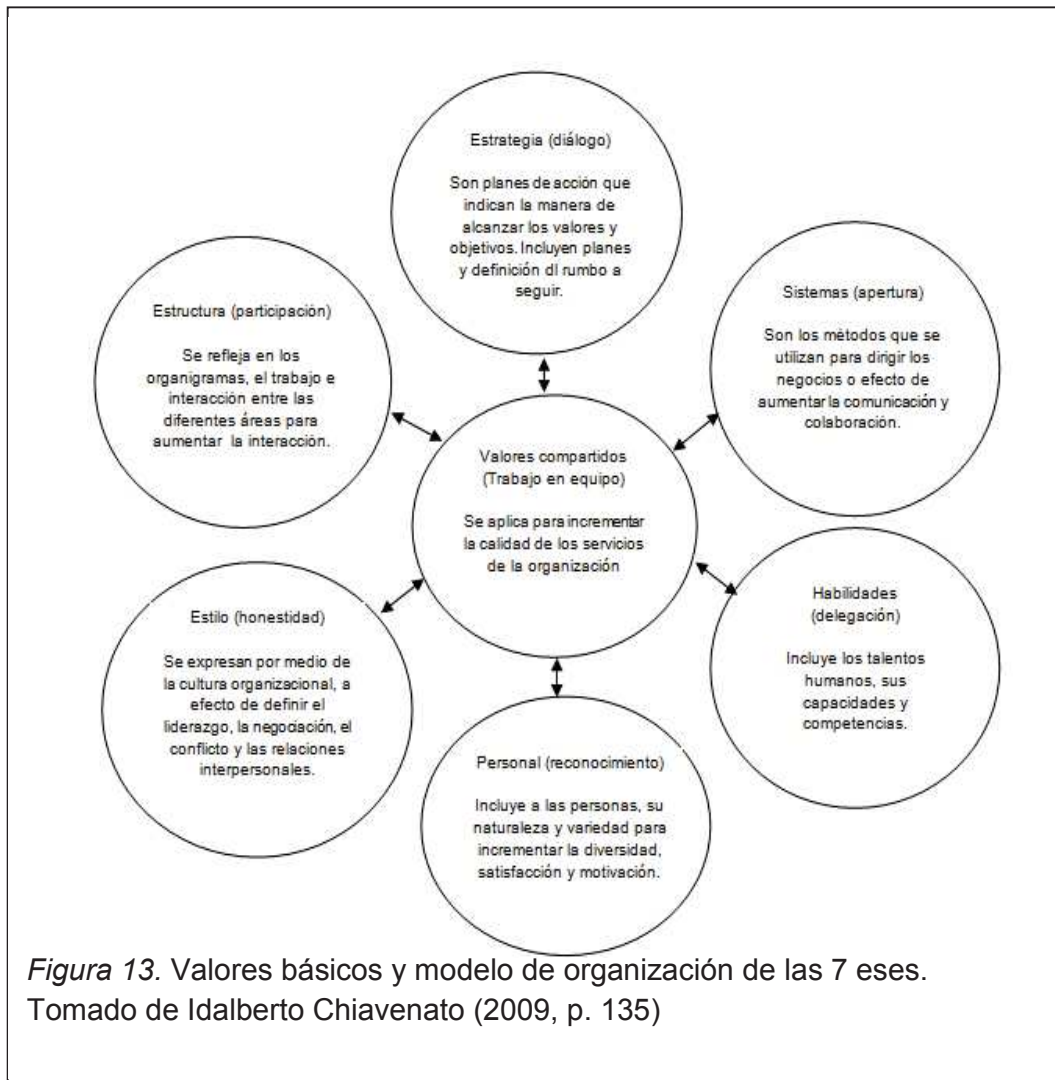 Estrategia (diálogo)
Son planes de acción que
indican la manera de
alcanzar los valores y
objetivos. Incluyen planes
y definición dl rumbo a
seguir.
Estructura (participación)
Se refleja en los
organigramas, el trabajo e
interacción entre las
diferentes áreas para
aumentar la interacción.
Sistemas (apertura)
Son los métodos que se
utilizan para dirigir los
negocios o efecto de
aumentar la comunicación y
colaboración.
Valores compartidos
(Trabajo en equipo)
Se aplica para incrementar
la calidad de los servicios
de la organización
Estilo (honestidad)
Se expresan por medio de
la cultura organizacional, a
efecto de definir el
liderazgo, la negociación, el
conflicto y las relaciones
interpersonales.
Habilidades
(delegación)
Incluye los talentos
humanos, sus
capacidades y
competencias.
Personal (reconocimiento)
Incluye a las personas, su
naturaleza y variedad para
incrementar la diversidad,
satisfacción y motivación.
Figura 13. Valores básicos y modelo de organización de las 7 eses.
Tomado de Idalberto Chiavenato (2009, p. 135)